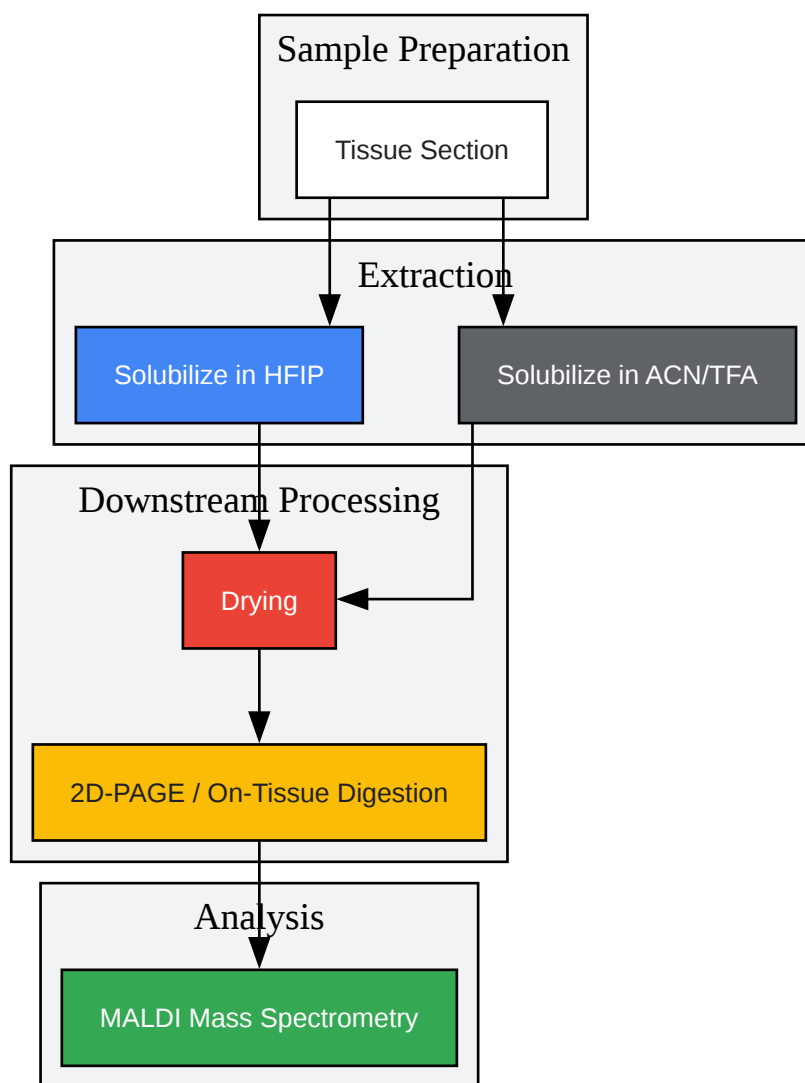 Sample Preparation
Tissue Section
Extraction
Solubilize in HFIP
Solubilize in ACN/TFA
Downstream Processing
Drying
2D-PAGE / On-Tissue Digestion
Analysis
MALDI Mass Spectrometry